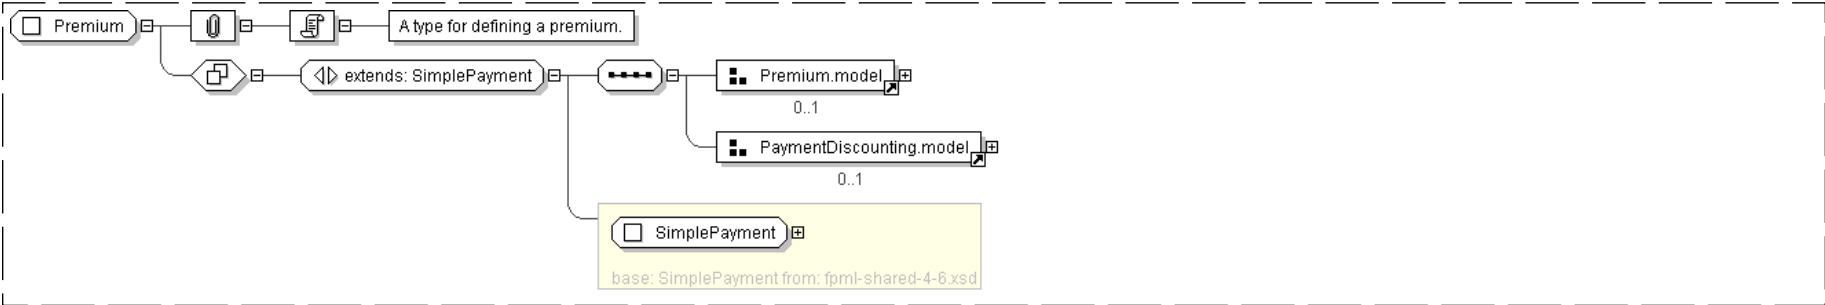 Premium
A type for defining a premium.
extends: SimplePayment
Premium.model
0..1
PaymentDiscounting.model
0..1
SimplePayment
base: SimplePayment from: fpml-shared-4-6.xsd